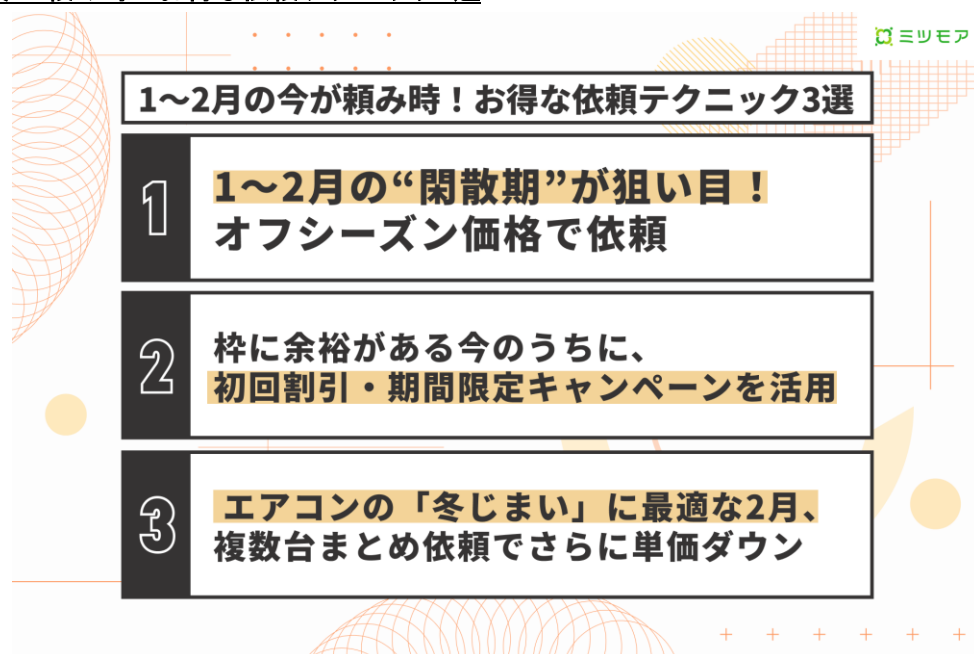 ミツモア
1〜2月の今が頼み時！お得な依頼テクニック3選
1
1〜2月の“閑散期”が狙い目！
オフシーズン価格で依頼
2
枠に余裕がある今のうちに、
初回割引・期間限定キャンペーンを活用
3
エアコンの「冬じまい」に最適な2月、
複数台まとめ依頼でさらに単価ダウン